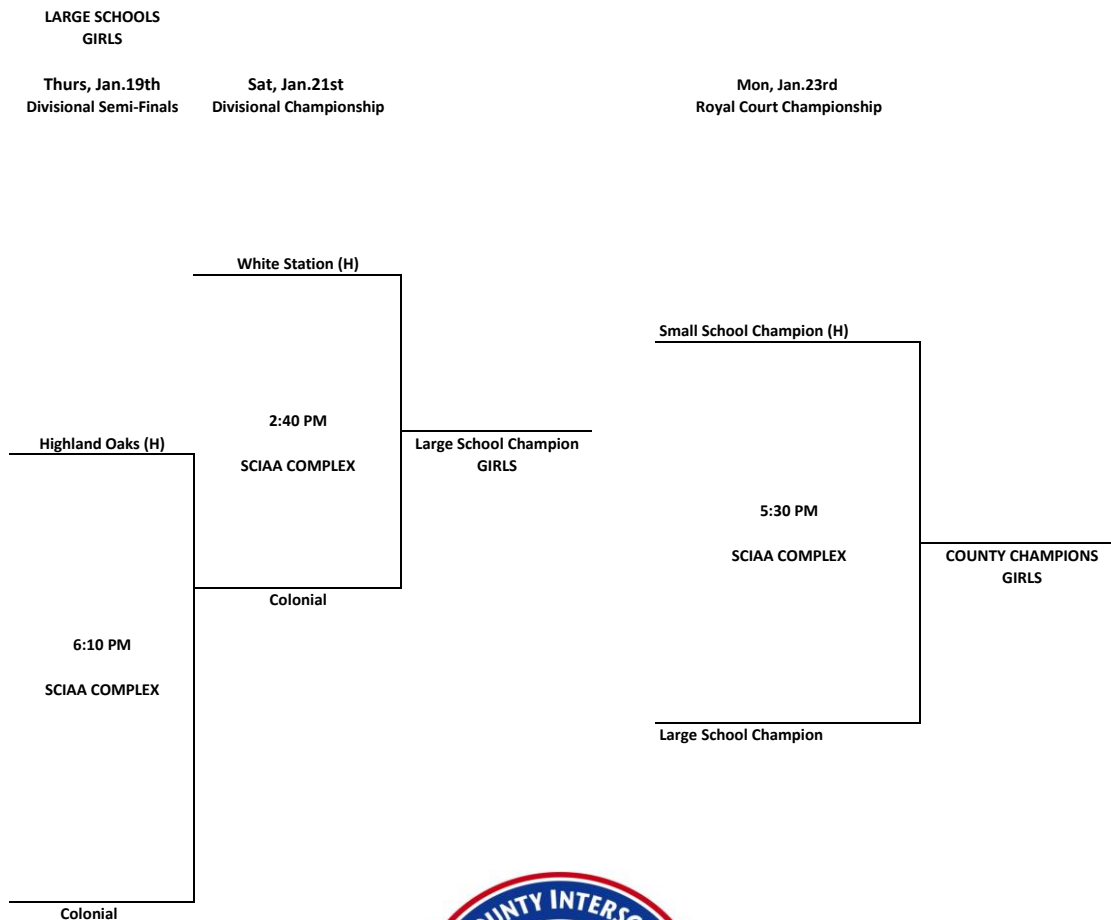 LARGE SCHOOLS
GIRLS
Thurs, Jan.19th
Divisional Semi-Finals
Sat, Jan.21st
Divisional Championship
Mon, Jan.23rd
Royal Court Championship
White Station (H)
Small School Champion (H)
2:40 PM
SCIAA COMPLEX
Highland Oaks (H)
Large School Champion
GIRLS
5:30 PM
SCIAA COMPLEX
COUNTY CHAMPIONS
GIRLS
Colonial
6:10 PM
SCIAA COMPLEX
Large School Champion
Colonial